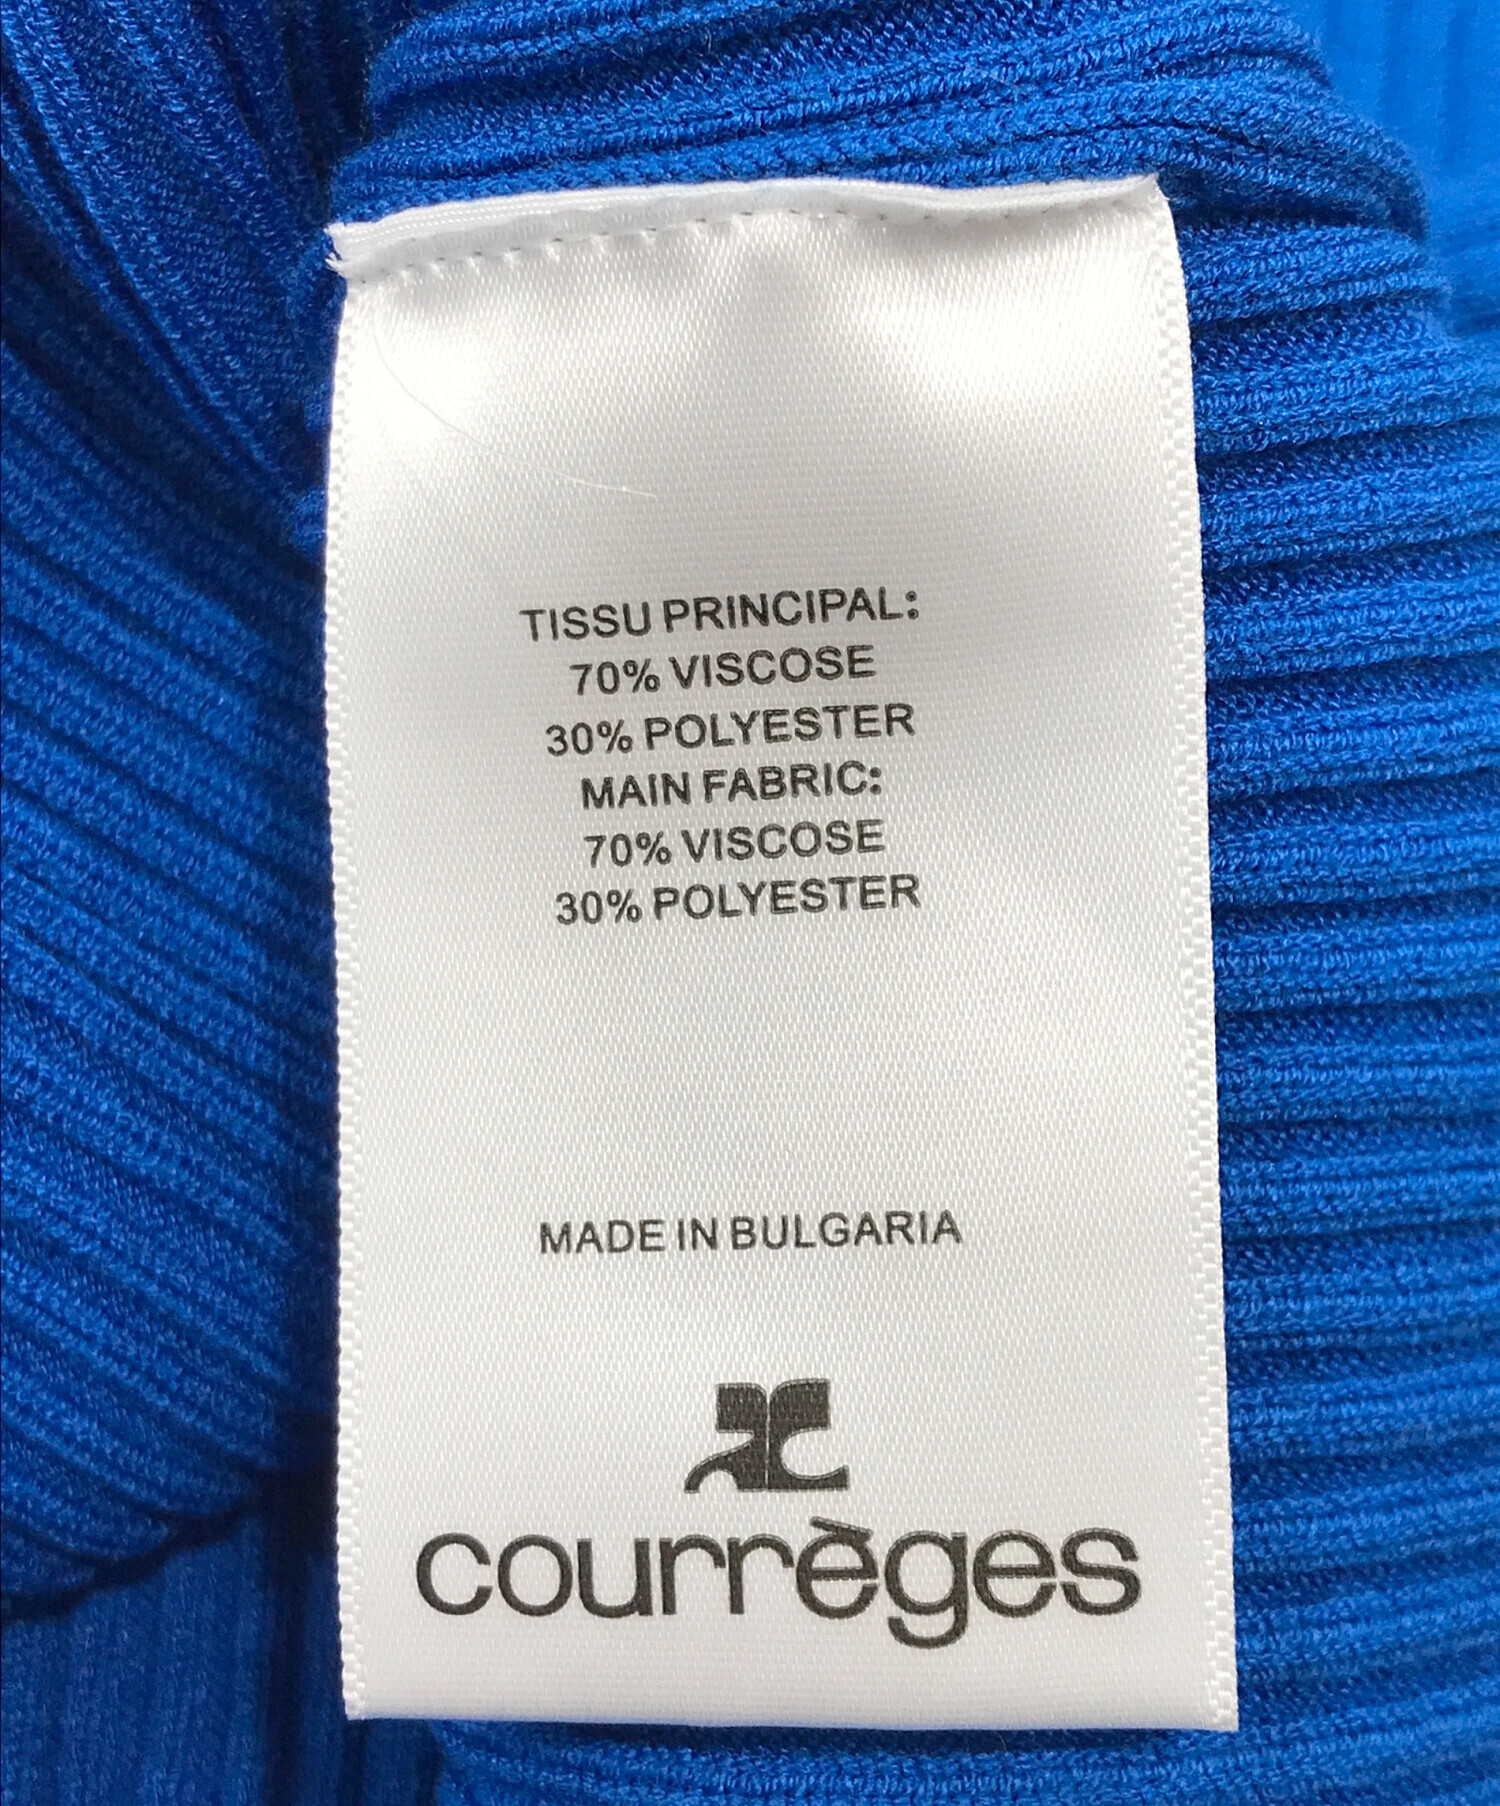 TISSU PRINCIPAL:
70% VISCOSE
30% POLYESTER
MAIN FABRIC:
70% VISCOSE
30% POLYESTER
MADE IN BULGARIA
courrèges